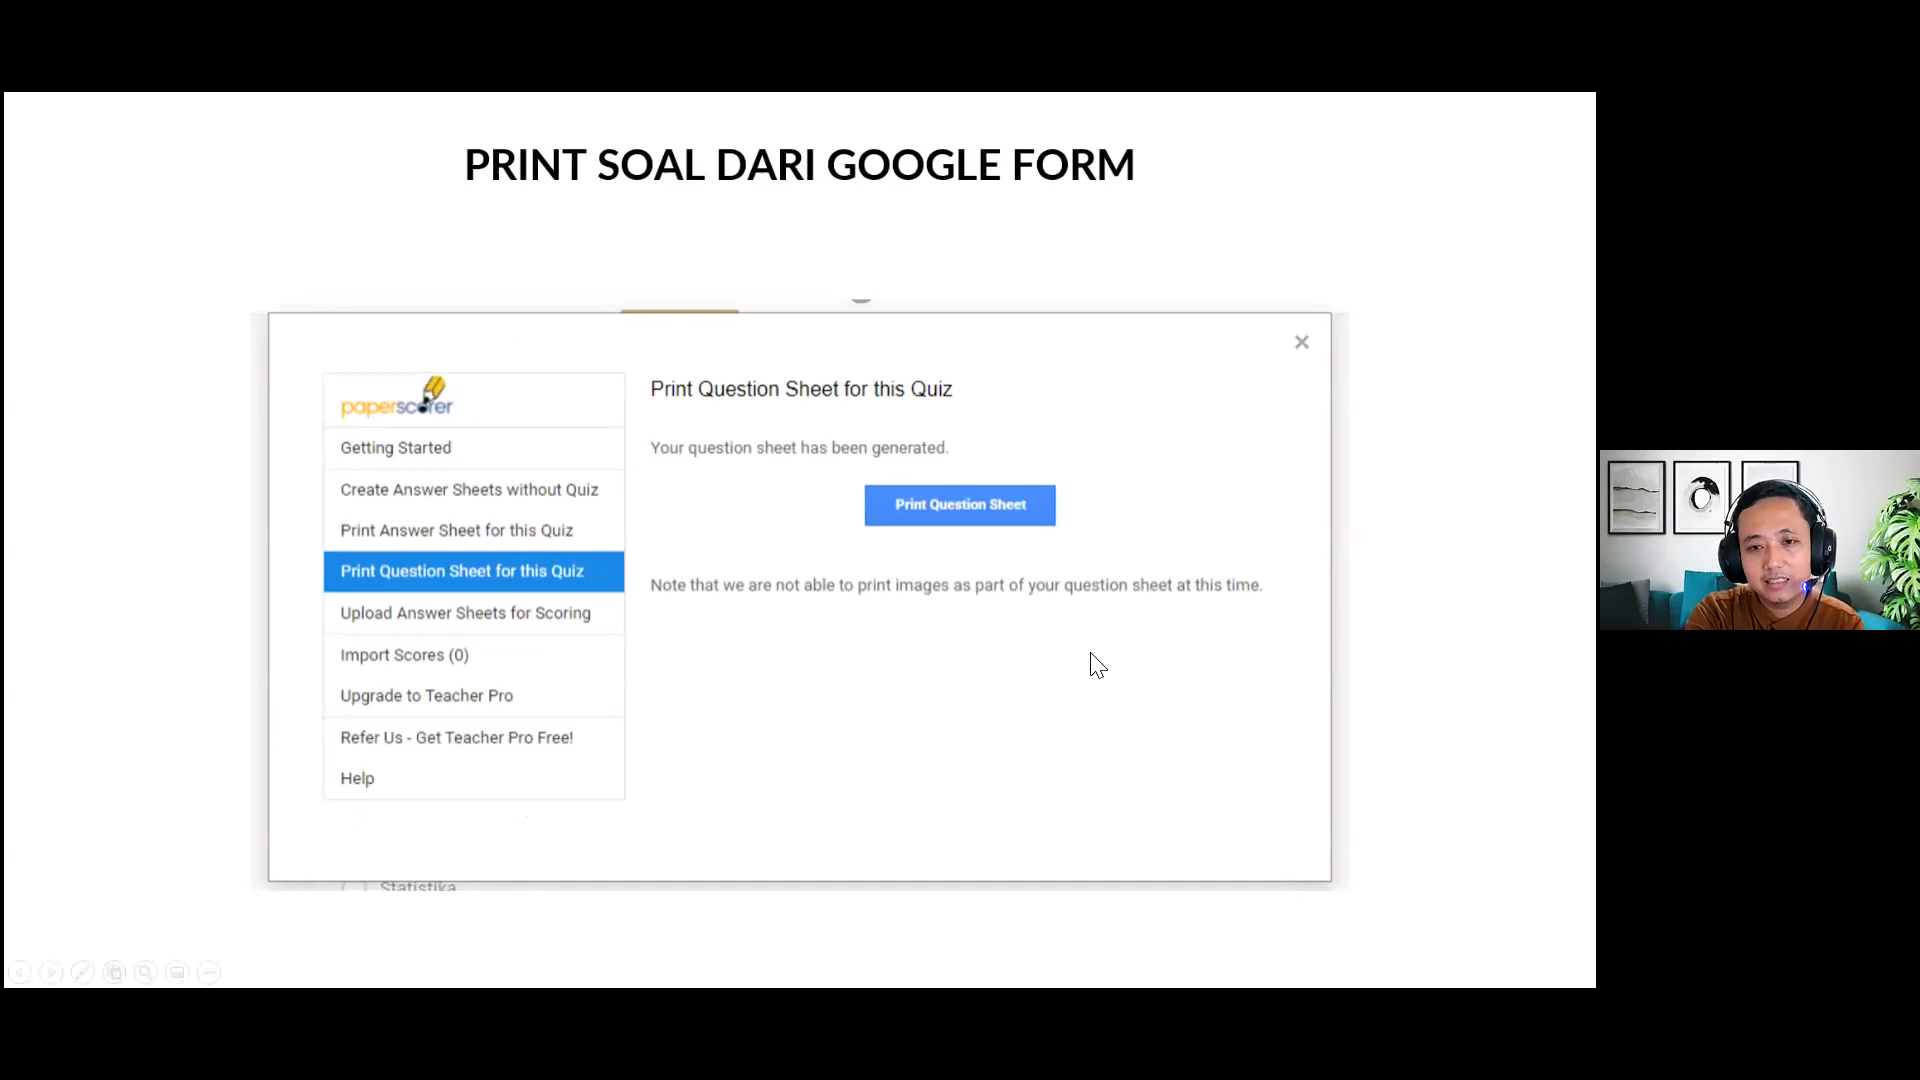 PRINT SOAL DARI GOOGLE FORM
paperscorer
Getting Started
Create Answer Sheets without Quiz
Print Answer Sheet for this Quiz
Print Question Sheet for this Quiz
Upload Answer Sheets for Scoring
Import Scores (0)
Upgrade to Teacher Pro
Refer Us - Get Teacher Pro Free!
Help
Print Question Sheet for this Quiz
Your question sheet has been generated.
Print Question Sheet
Note that we are not able to print images as part of your question sheet at this time.
Statistika